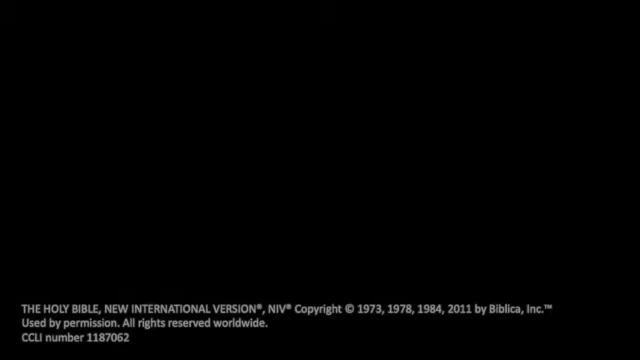 THE HOLY BIBLE, NEW INTERNATIONAL VERSION®, NIV® Copyright © 1973, 1978, 1984, 2011 by Biblica, Inc.™
Used by permission. All rights reserved worldwide.
CCLI number 1187062